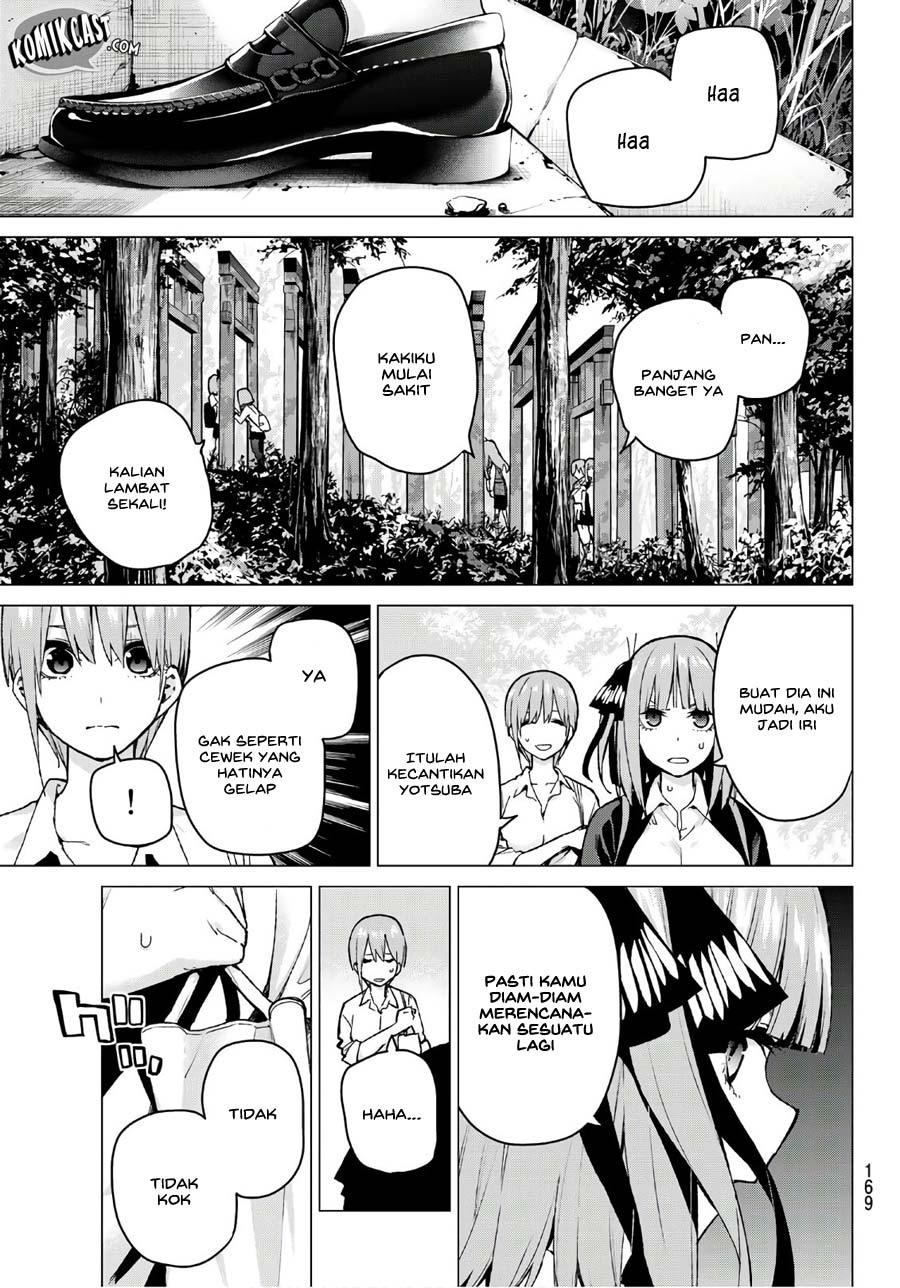 KOMIKCAST
.COM
Haa
Haa
PAN...
PANJANG
BANGET YA
KAKIKU
MULAI
SAKIT
KALIAN
LAMBAT
SEKALI!
BUAT DIA INI
MUDAH, AKU
JADI IRI
ITULAH
KECANTIKAN
YOTSUBA
YA
GAK SEPERTI
CEWEK YANG
HATINYA
GELAP
!
PASTI KAMU
DIAM-DIAM
MERENCANA-
KAN SESUATU
LAGI
HAHA...
TIDAK
TIDAK
KOK
ゴソ
169